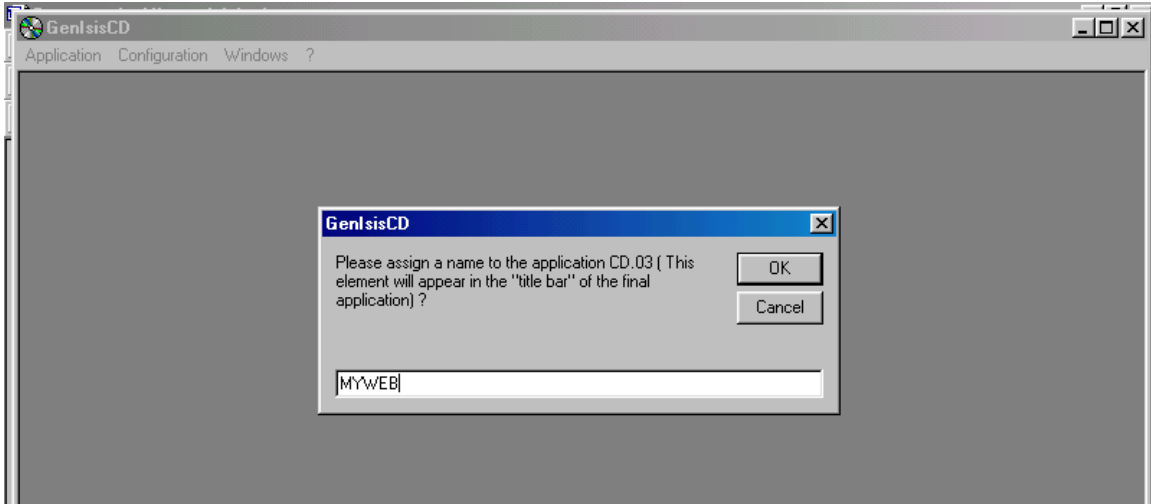 GenIsisCD
Application Configuration Windows ?
GenIsisCD
Please assign a name to the application CD.03 ( This
element will appear in the "title bar" of the final
application) ?
OK
Cancel
MYWEB